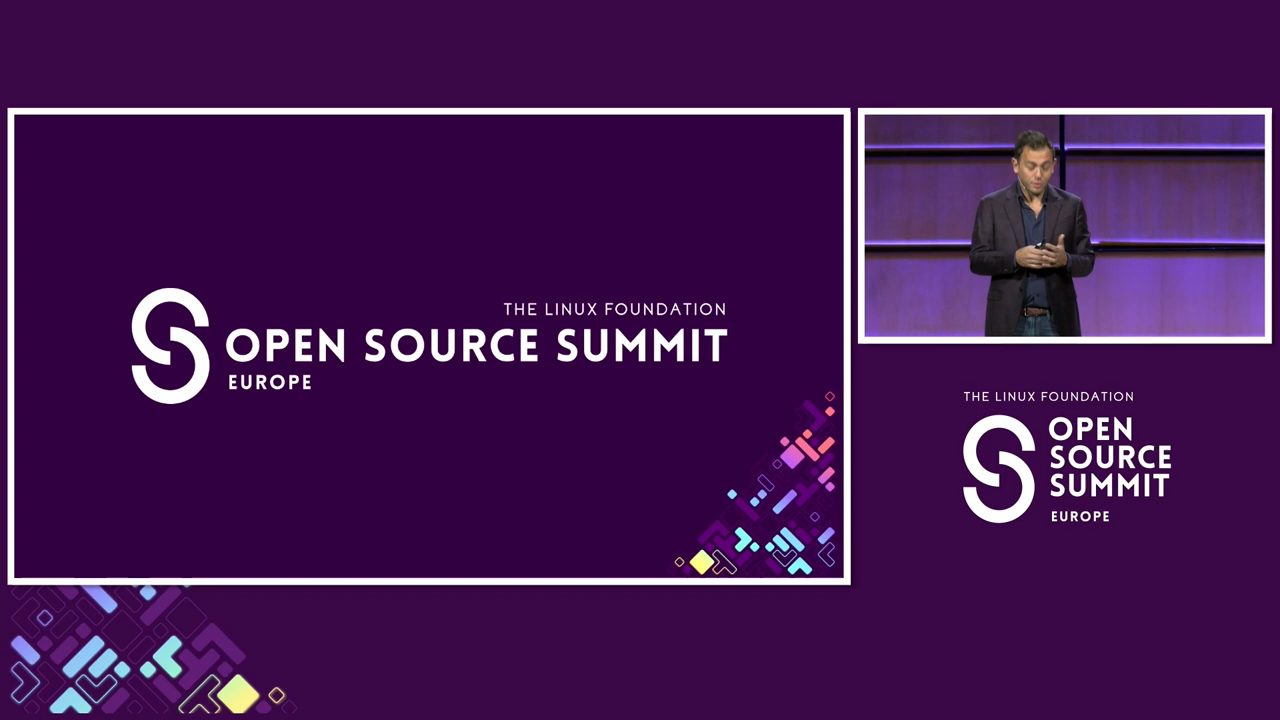 THE LINUX FOUNDATION
OPEN SOURCE SUMMIT
EUROPE
THE LINUX FOUNDATION
OPEN
SOURCE
SUMMIT
EUROPE